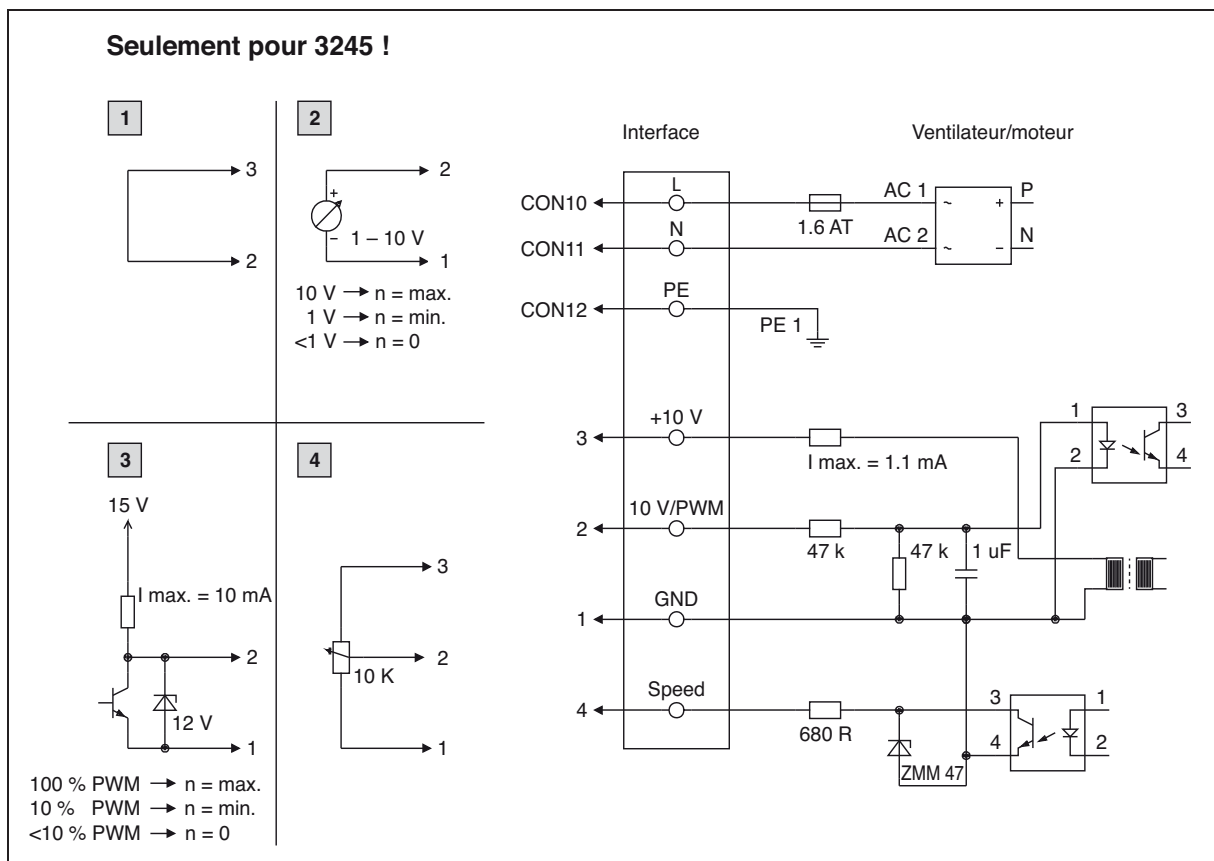 Seulement pour 3245 !
1
3
2
2
2
+
–
1 – 10 V
1
10 V → n = max.
1 V → n = min.
<1 V → n = 0
3
15 V
I max. = 10 mA
2
12 V
1
100 % PWM → n = max.
10 % PWM → n = min.
<10 % PWM → n = 0
4
3
2
10 K
1
Interface
Ventilateur/moteur
CON10
L
1.6 AT
AC 1
~
+
P
CON11
N
AC 2
~
–
N
CON12
PE
PE 1
3
+10 V
I max. = 1.1 mA
1
2
3
4
2
10 V/PWM
47 k
47 k
1 uF
1
GND
4
Speed
680 R
ZMM 47
3
4
1
2